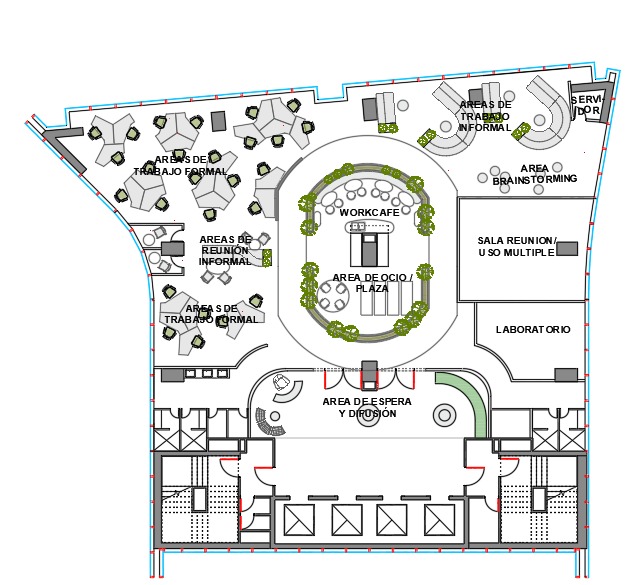 AREAS DE
TRABAJO
INFORMAL
SERVI-
DOR
AREAS DE
TRABAJO FORMAL
AREA
BRAINSTORMING
WORKCAFE
AREAS DE
REUNIÓN
INFORMAL
SALA REUNION/
USO MULTIPLE
AREA DE OCIO /
PLAZA
AREAS DE
TRABAJO FORMAL
LABORATORIO
AREA DE ESPERA
Y DIFUSIÓN